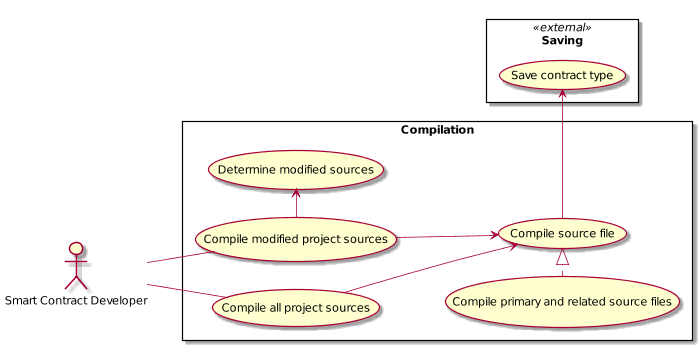 «external»
Saving
Save contract type
Compilation
Determine modified sources
Compile modified project sources
Compile source file
Smart Contract Developer
Compile all project sources
Compile primary and related source files